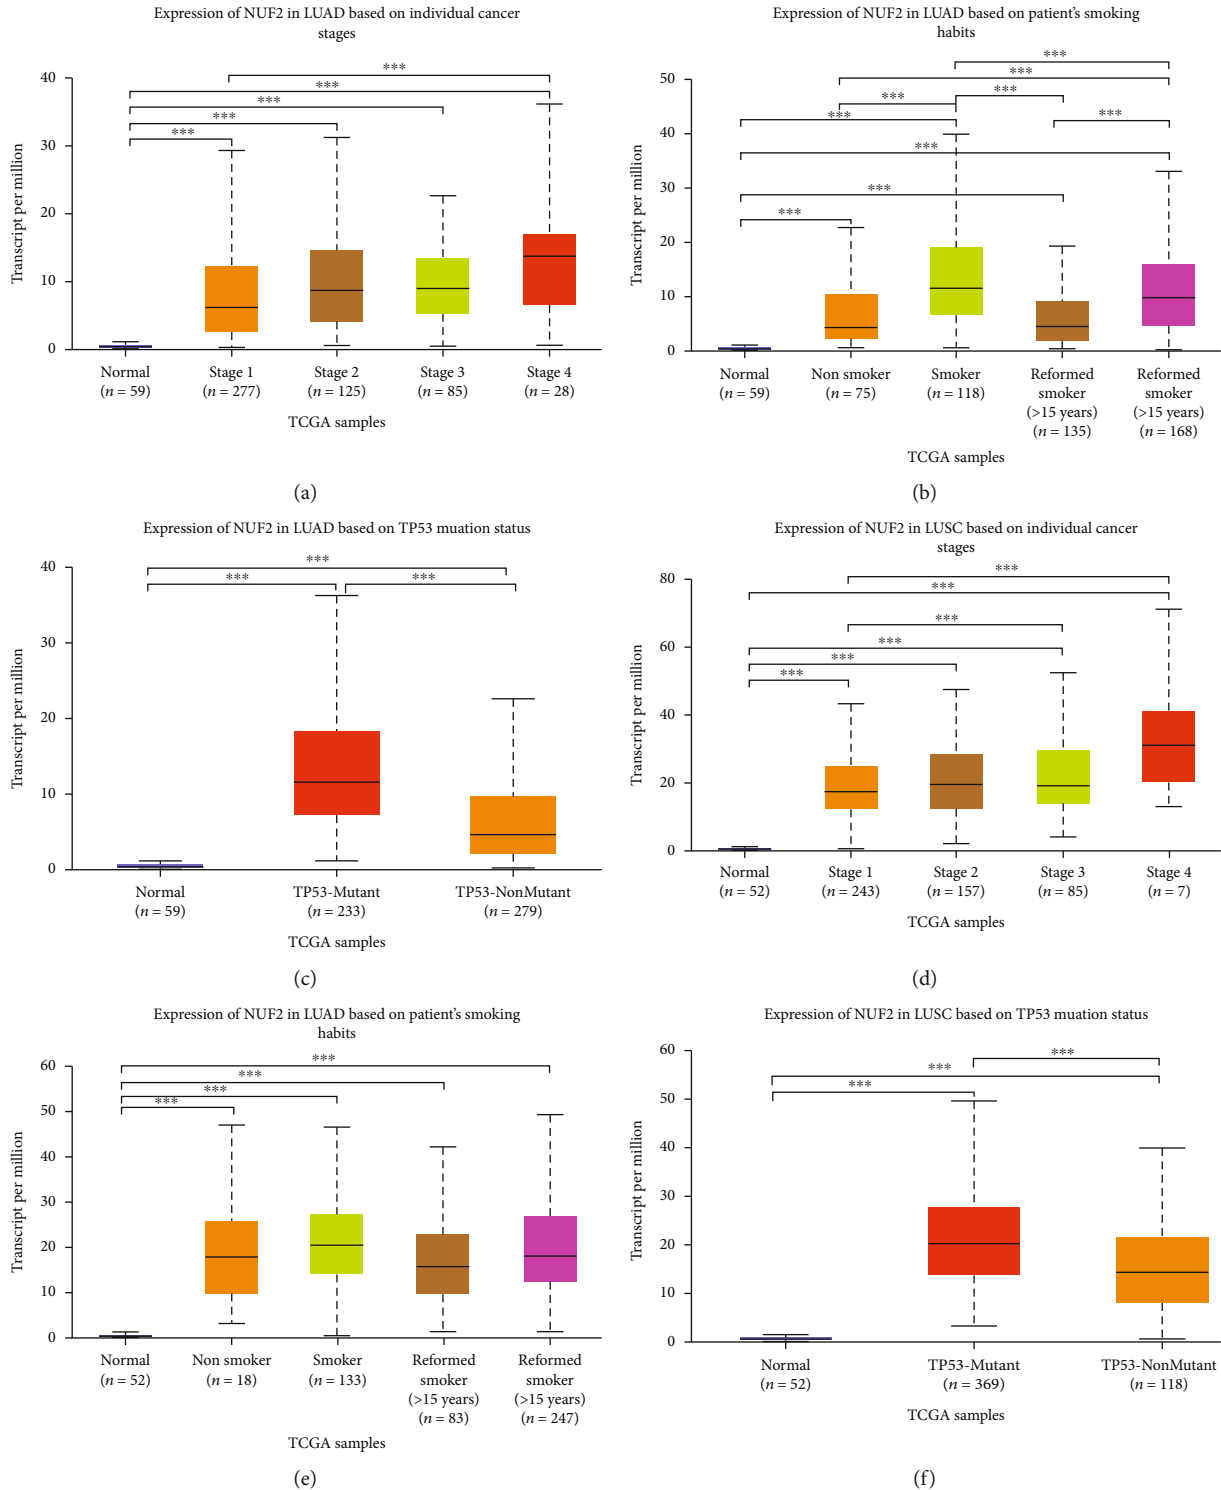 Expression of NUF2 in LUAD based on individual cancer
stages
Transcript per million
40
30
20
10
0
***
***
***
***
***
Normal
(n = 59)
Stage 1
(n = 277)
Stage 2
(n = 125)
Stage 3
(n = 85)
Stage 4
(n = 28)
TCGA samples
(a)
Expression of NUF2 in LUAD based on patient's smoking
habits
Transcript per million
50
40
30
20
10
0
***
***
***
***
***
***
***
***
***
Normal
(n = 59)
Non smoker
(n = 75)
Smoker
(n = 118)
Reformed
smoker
(>15 years)
(n = 135)
Reformed
smoker
(>15 years)
(n = 168)
TCGA samples
(b)
Expression of NUF2 in LUAD based on TP53 muation status
Transcript per million
40
30
20
10
0
***
***
***
Normal
(n = 59)
TP53-Mutant
(n = 233)
TP53-NonMutant
(n = 279)
TCGA samples
(c)
Expression of NUF2 in LUSC based on individual cancer
stages
Transcript per million
80
60
40
20
0
***
***
***
***
***
***
Normal
(n = 52)
Stage 1
(n = 243)
Stage 2
(n = 157)
Stage 3
(n = 85)
Stage 4
(n = 7)
TCGA samples
(d)
Expression of NUF2 in LUAD based on patient's smoking
habits
Transcript per million
60
50
40
30
20
10
0
***
***
***
***
Normal
(n = 52)
Non smoker
(n = 18)
Smoker
(n = 133)
Reformed
smoker
(>15 years)
(n = 83)
Reformed
smoker
(>15 years)
(n = 247)
TCGA samples
(e)
Expression of NUF2 in LUSC based on TP53 muation status
Transcript per million
60
50
40
30
20
10
0
***
***
***
Normal
(n = 52)
TP53-Mutant
(n = 369)
TP53-NonMutant
(n = 118)
TCGA samples
(f)